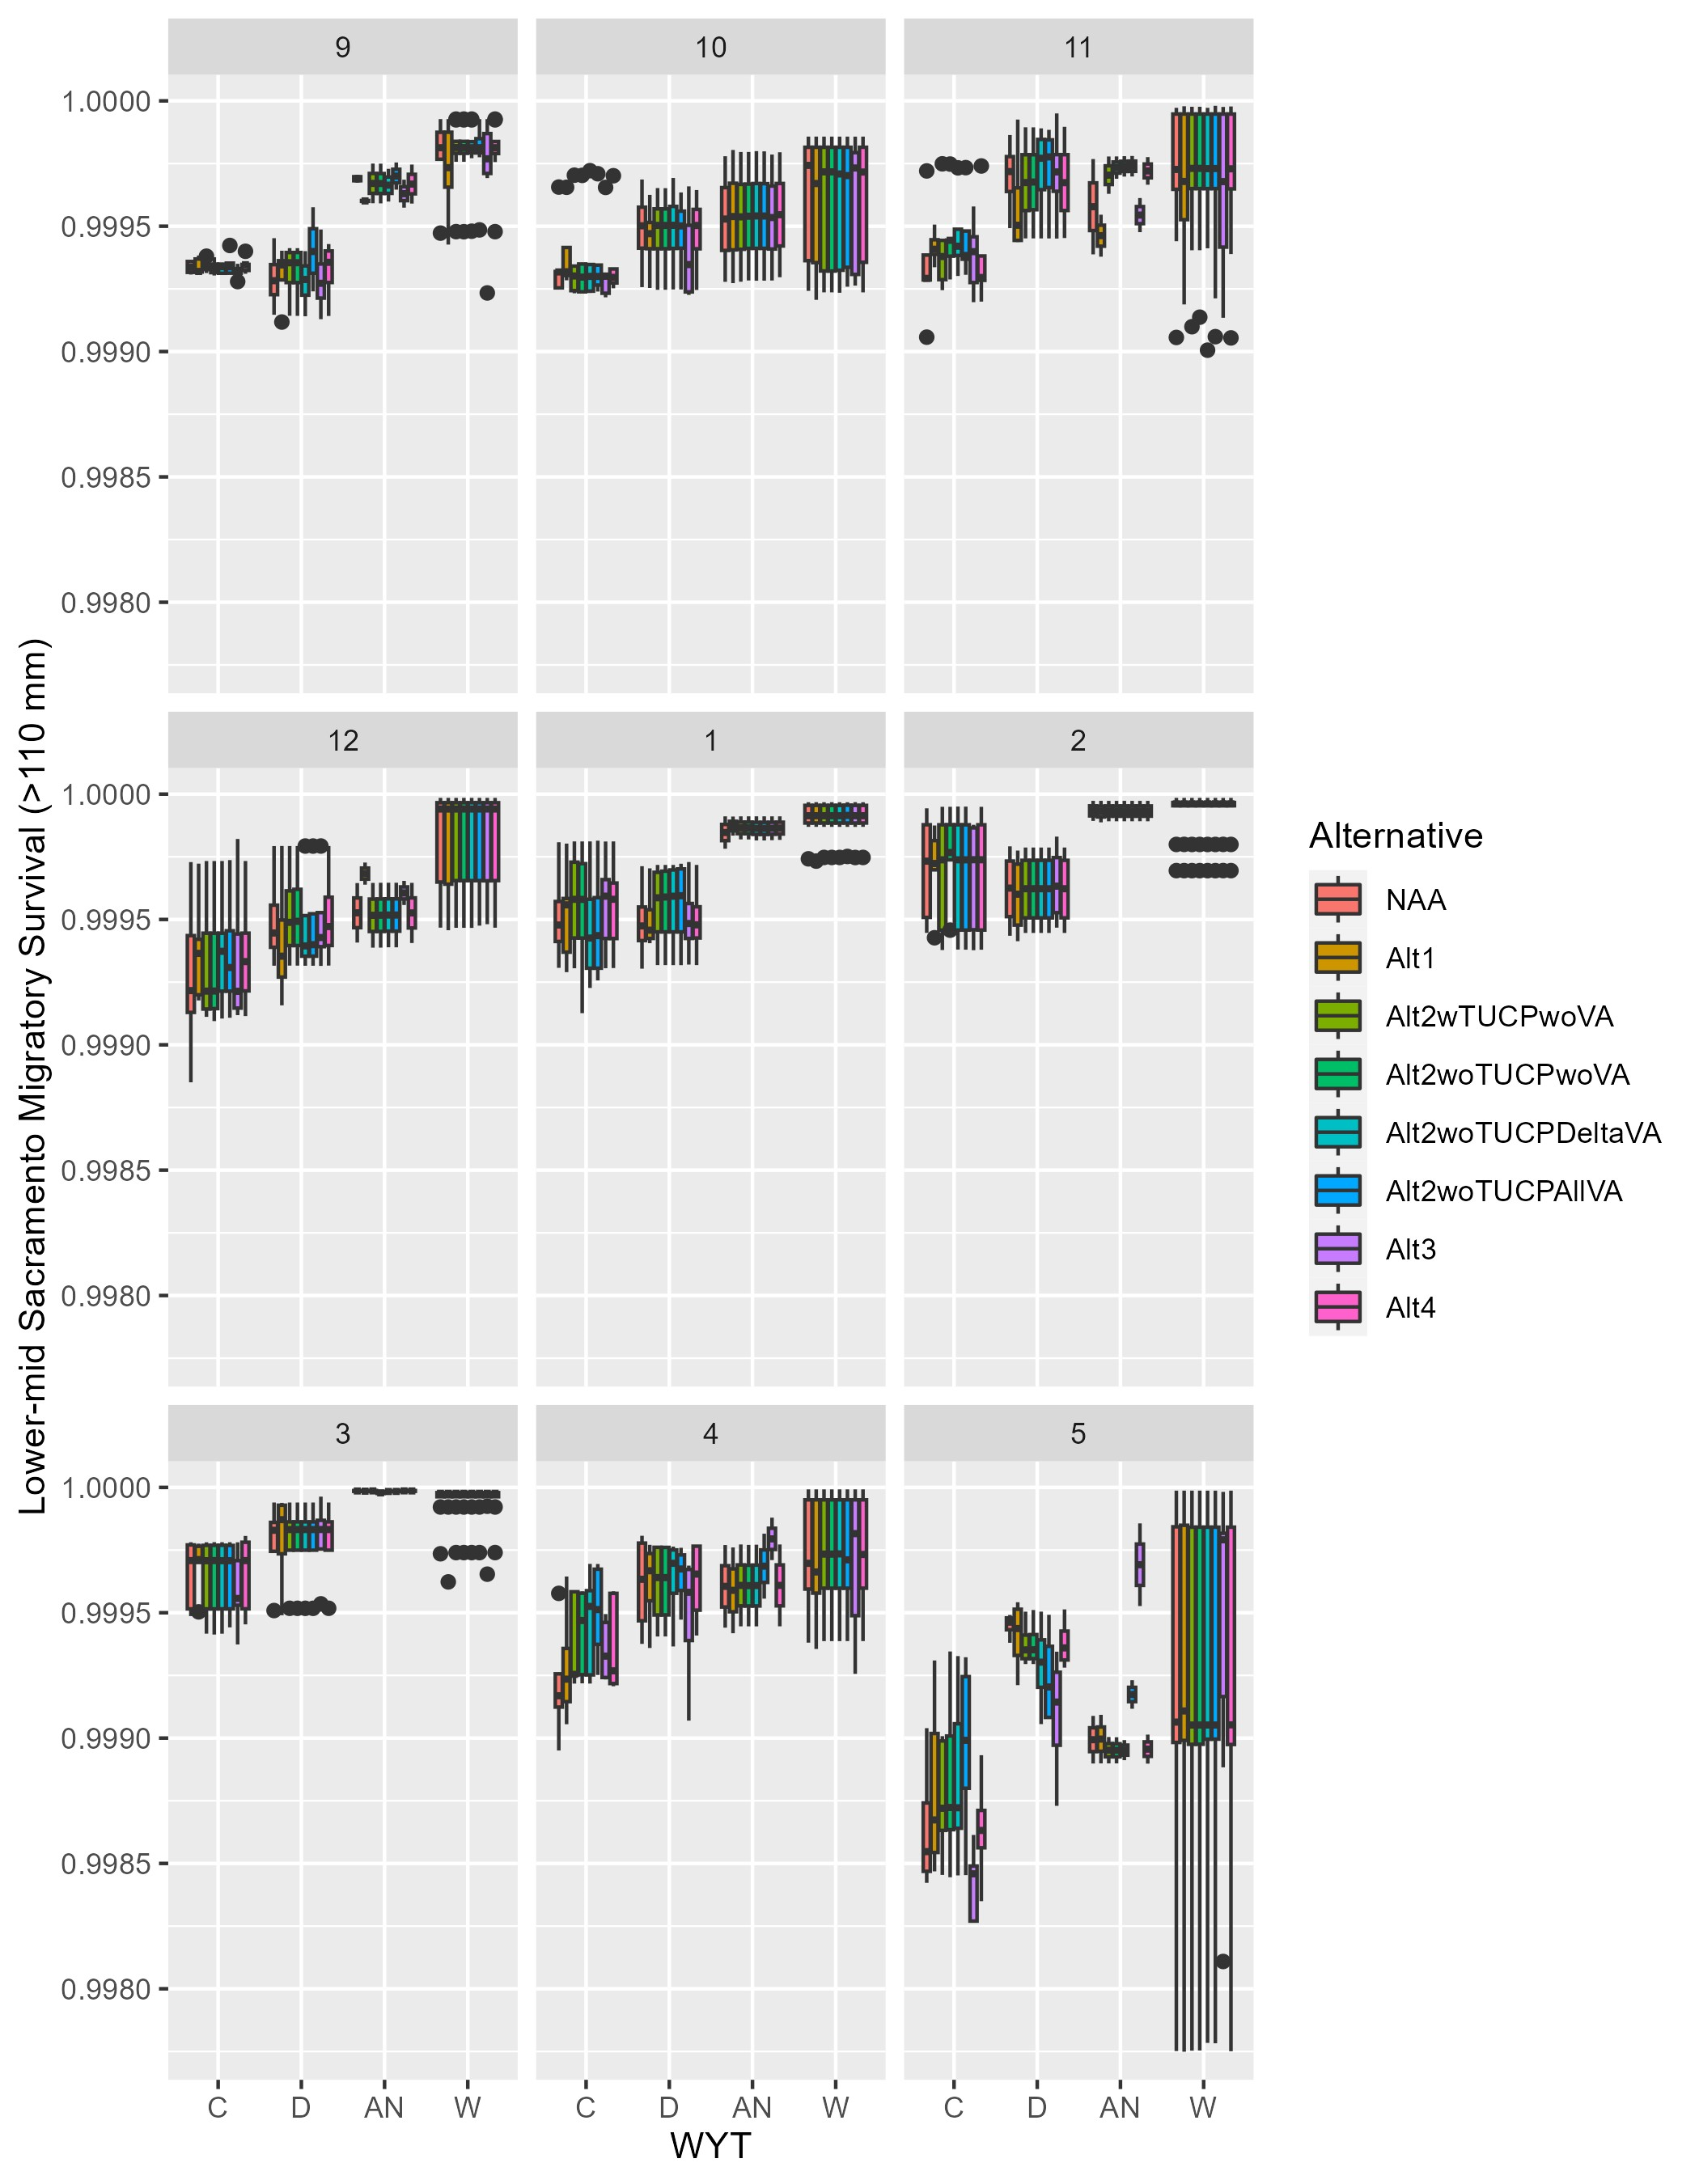 Lower-mid Sacramento Migratory Survival (>110 mm)
9 10 11
1.0000
0.9995
0.9990
0.9985
0.9980
12 1 2
1.0000
0.9995
0.9990
0.9985
0.9980
3 4 5
1.0000
0.9995
0.9990
0.9985
0.9980
C D AN W C D AN W C D AN W
WYT
Alternative
NAA
Alt1
Alt2wTUCPwoVA
Alt2woTUCPwoVA
Alt2woTUCPDeltaVA
Alt2woTUCPAllVA
Alt3
Alt4